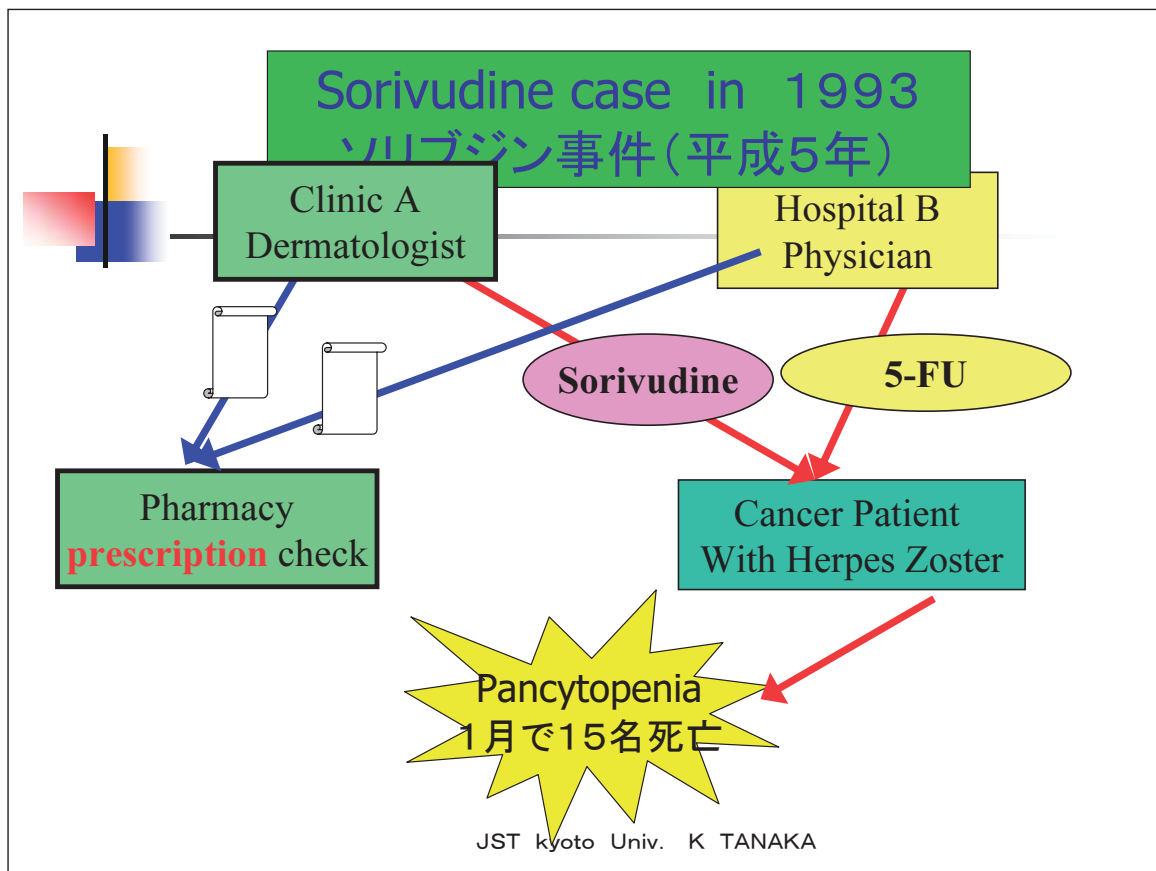 Sorivudine case in 1993
ソリブジン事件(平成5年)
Clinic A
Dermatologist
Hospital B
Physician
Sorivudine
5-FU
Pharmacy
prescription check
Cancer Patient
With Herpes Zoster
Pancytopenia
1月で15名死亡
JST kyoto Univ. K TANAKA